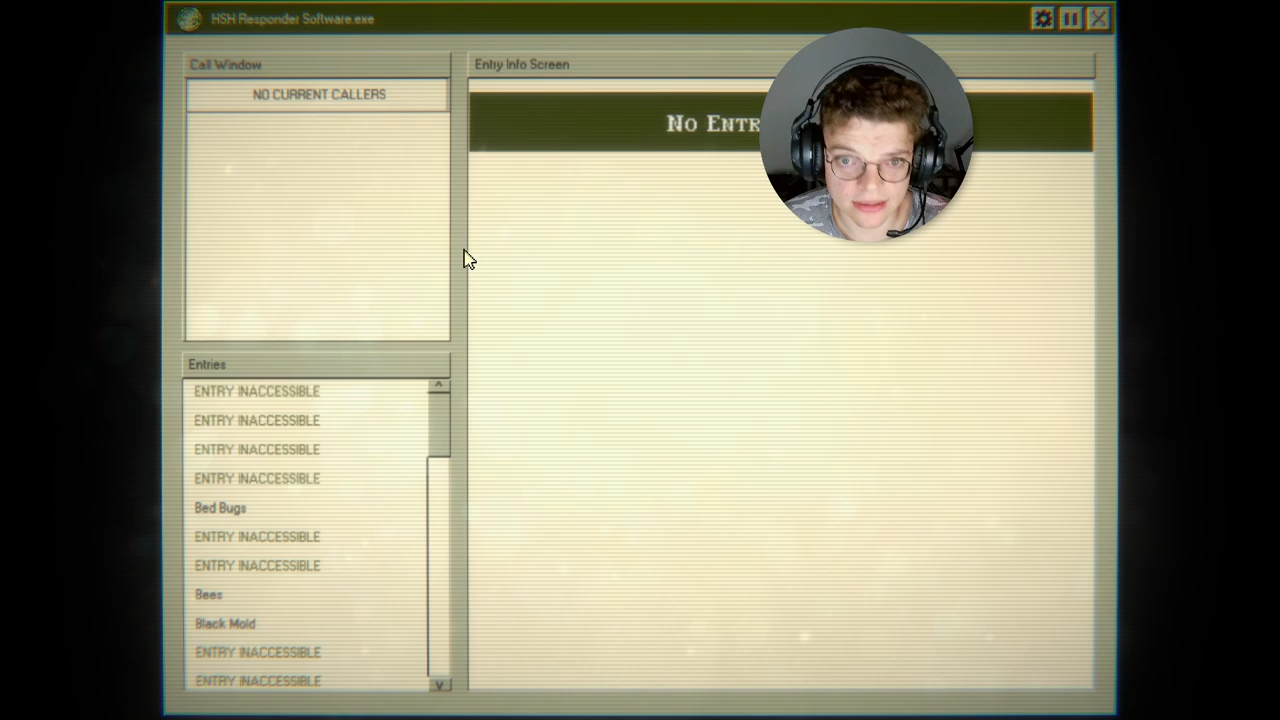 HSH Responder Software.exe
Call Window
NO CURRENT CALLERS
Entry Info Screen
No
Entries
ENTRY INACCESSIBLE
ENTRY INACCESSIBLE
ENTRY INACCESSIBLE
ENTRY INACCESSIBLE
Bed Bugs
ENTRY INACCESSIBLE
ENTRY INACCESSIBLE
Bees
Black Mold
ENTRY INACCESSIBLE
ENTRY INACCESSIBLE